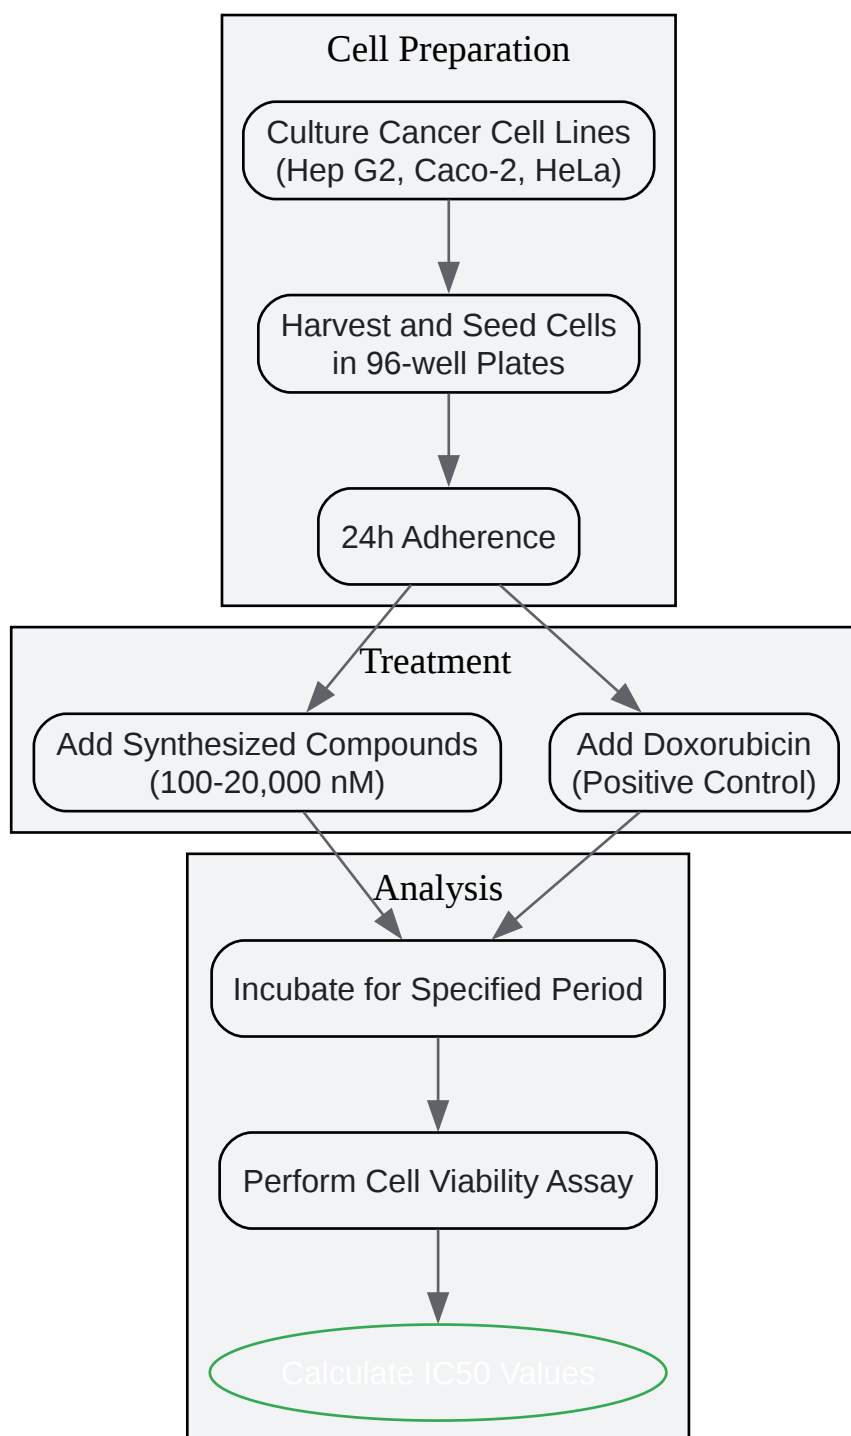 Cell Preparation
Culture Cancer Cell Lines
(Hep G2, Caco-2, HeLa)
Harvest and Seed Cells
in 96-well Plates
24h Adherence
Treatment
Add Synthesized Compounds
(100-20,000 nM)
Add Doxorubicin
(Positive Control)
Analysis
Incubate for Specified Period
Perform Cell Viability Assay
Calculate IC50 Values